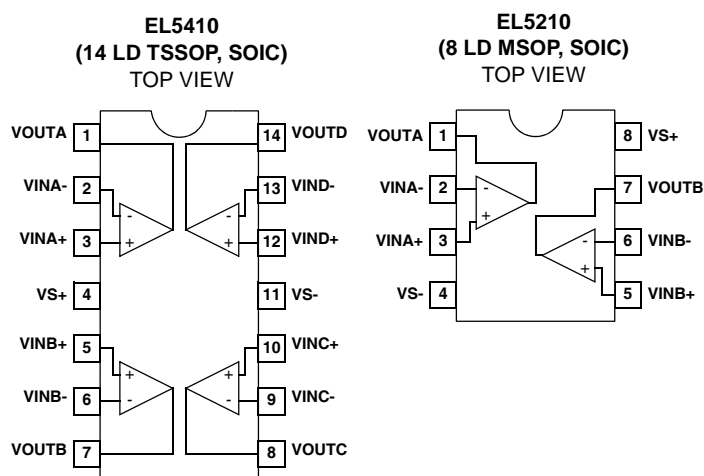 EL5410
(14 LD TSSOP, SOIC)
TOP VIEW
VOUTA 1
14 VOUTD
VINA- 2
-
-
13 VIND-
VINA+ 3
+
+
12 VIND+
VS+ 4
11 VS-
VINB+ 5
+
+
10 VINC+
VINB- 6
-
-
9 VINC-
VOUTB 7
8 VOUTC
EL5210
(8 LD MSOP, SOIC)
TOP VIEW
VOUTA 1
8 VS+
VINA- 2
-
7 VOUTB
VINA+ 3
+
-
6 VINB-
VS- 4
+
5 VINB+